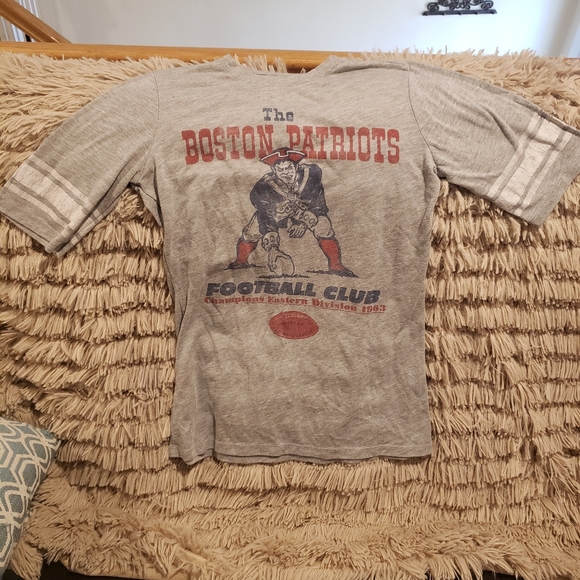 The
BOSTON PATRIOTS
FOOTBALL CLUB
Champions Eastern Division 1963